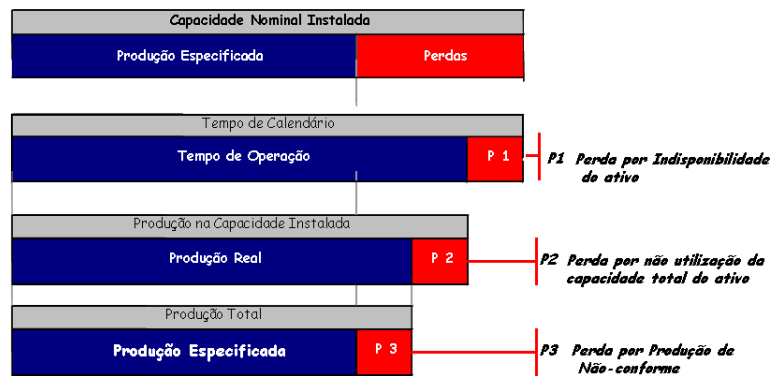 Capacidade Nominal Instalada
Produção Especificada
Perdas
Tempo de Calendário
Tempo de Operação
P 1
P1 Perda por Indisponibilidade
do ativo
Produção na Capacidade Instalada
Produção Real
P 2
P2 Perda por não utilização da
capacidade total do ativo
Produção Total
Produção Especificada
P 3
P3 Perda por Produção de
Não-conforme